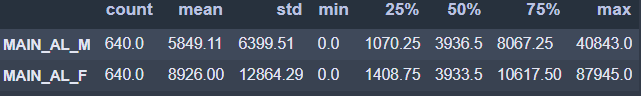 count mean std min 25% 50% 75% max
MAIN_AL_M 640.0 5849.11 6399.51 0.0 1070.25 3936.5 8067.25 40843.0
MAIN_AL_F 640.0 8926.00 12864.29 0.0 1408.75 3933.5 10617.50 87945.0